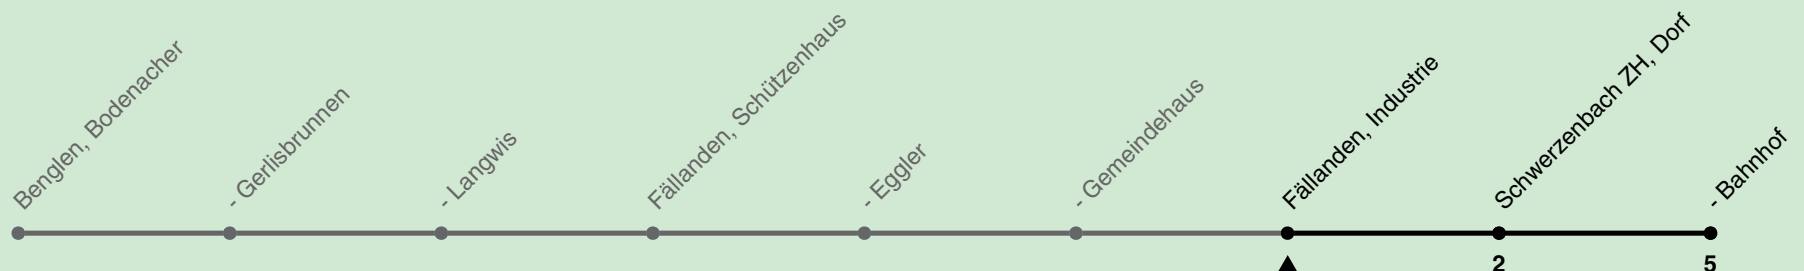 Benglen, Bodenacher
- Gerlisbrunnen
- Langwis
Fällanden, Schützenhaus
- Eggler
- Gemeindehaus
Fällanden, Industrie
Schwerzenbach ZH, Dorf
- Bahnhof
2
5